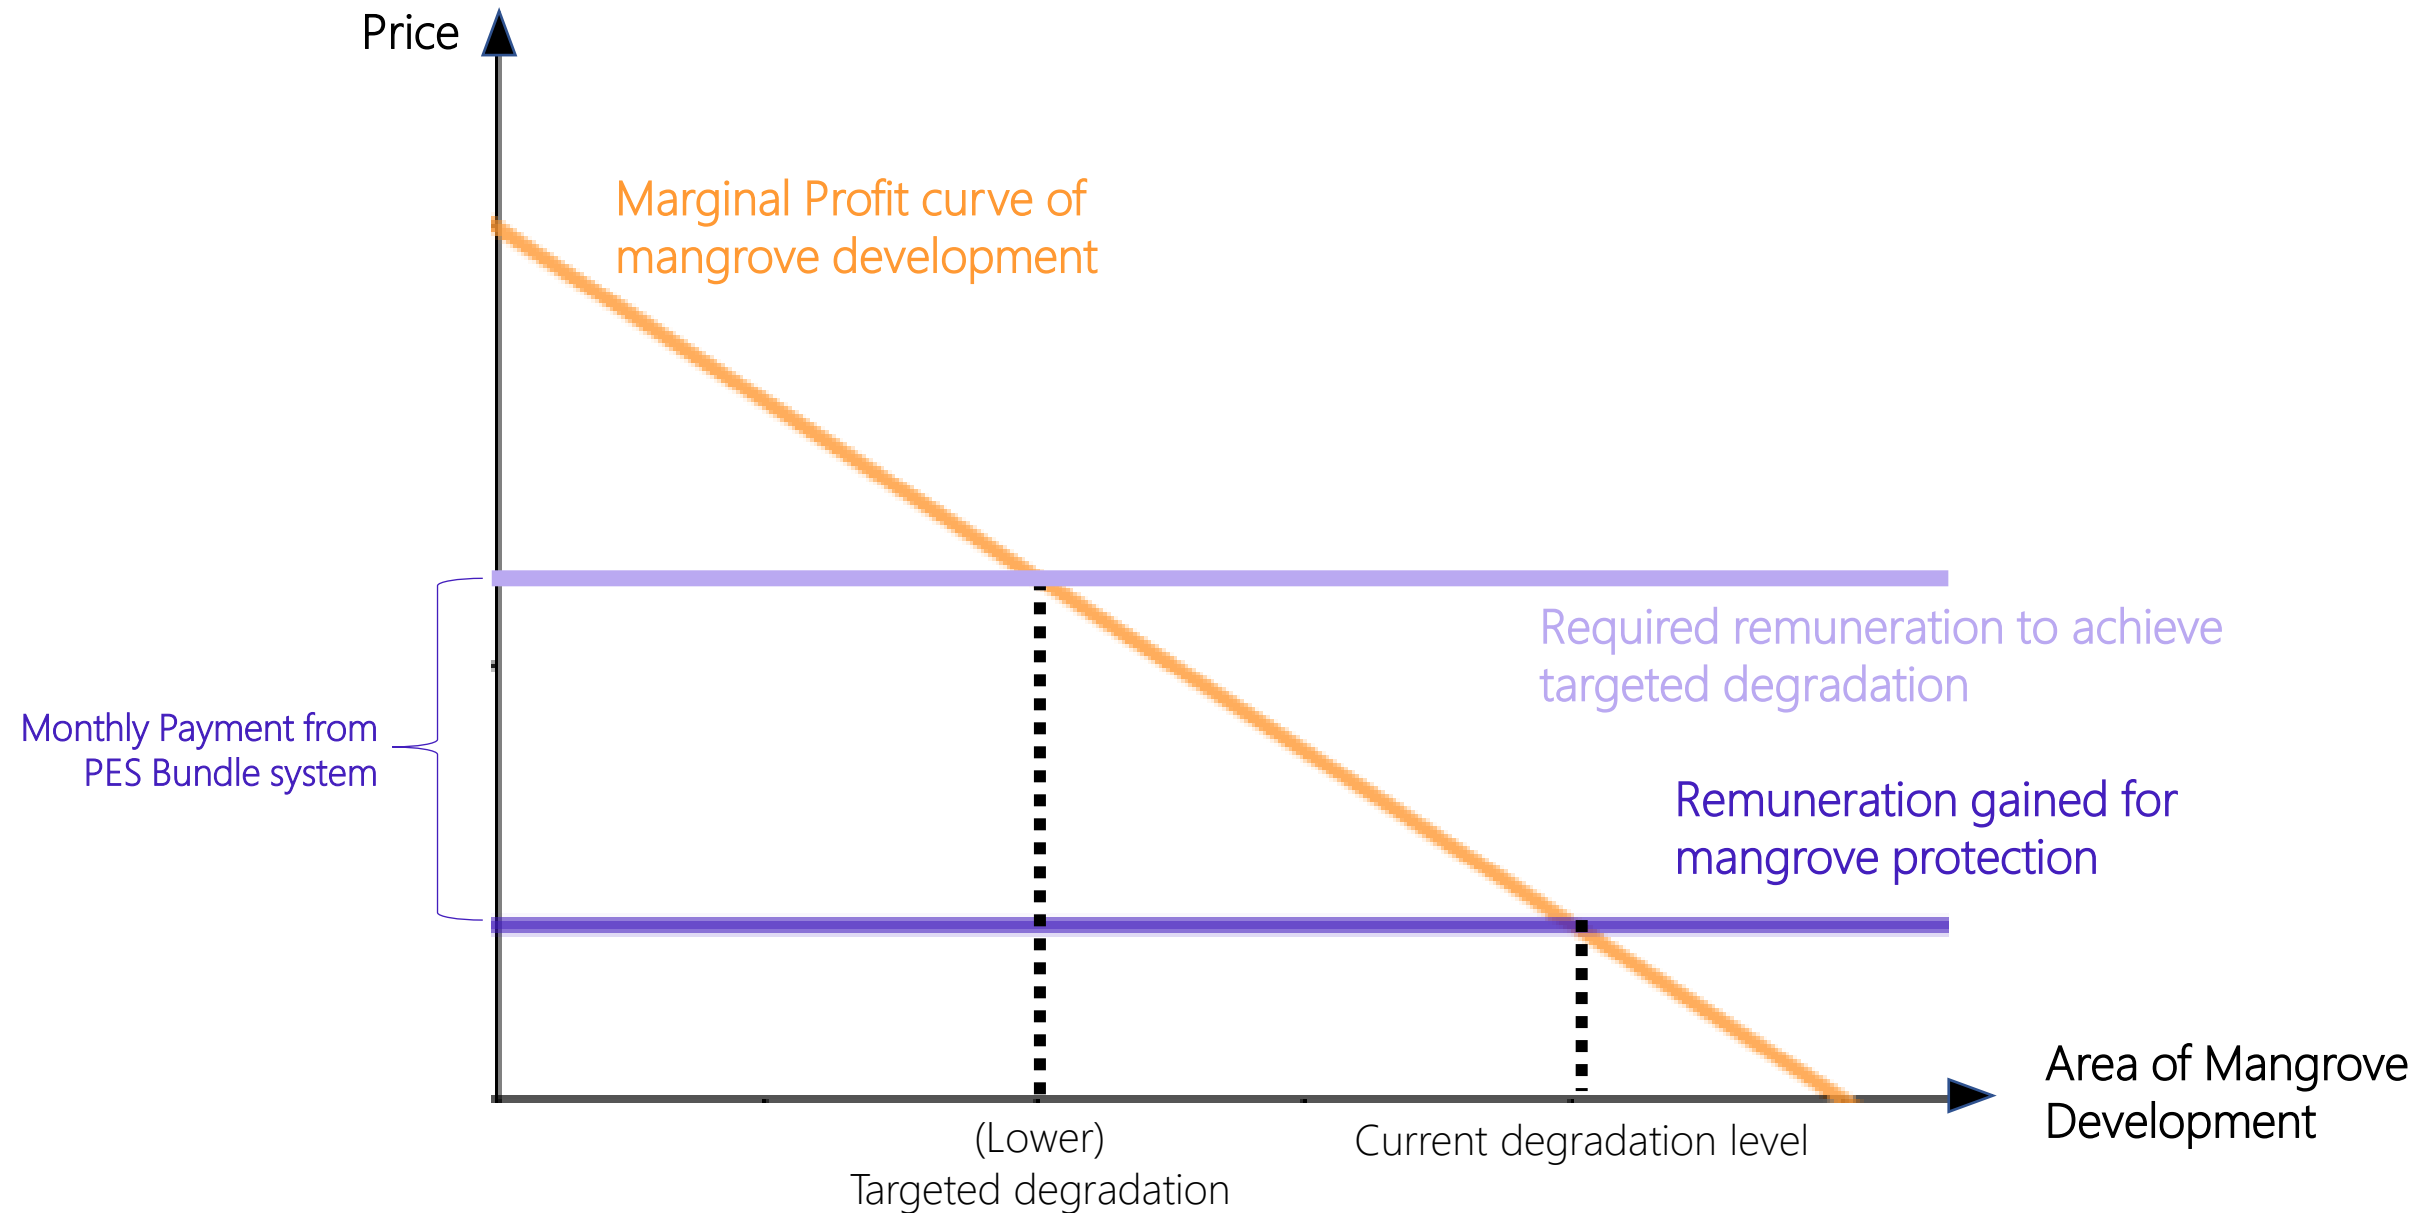 Price
Marginal Profit curve of
mangrove development
Required remuneration to achieve
targeted degradation
Monthly Payment from
PES Bundle system
Remuneration gained for
mangrove protection
Area of Mangrove
Development
(Lower)
Targeted degradation
Current degradation level